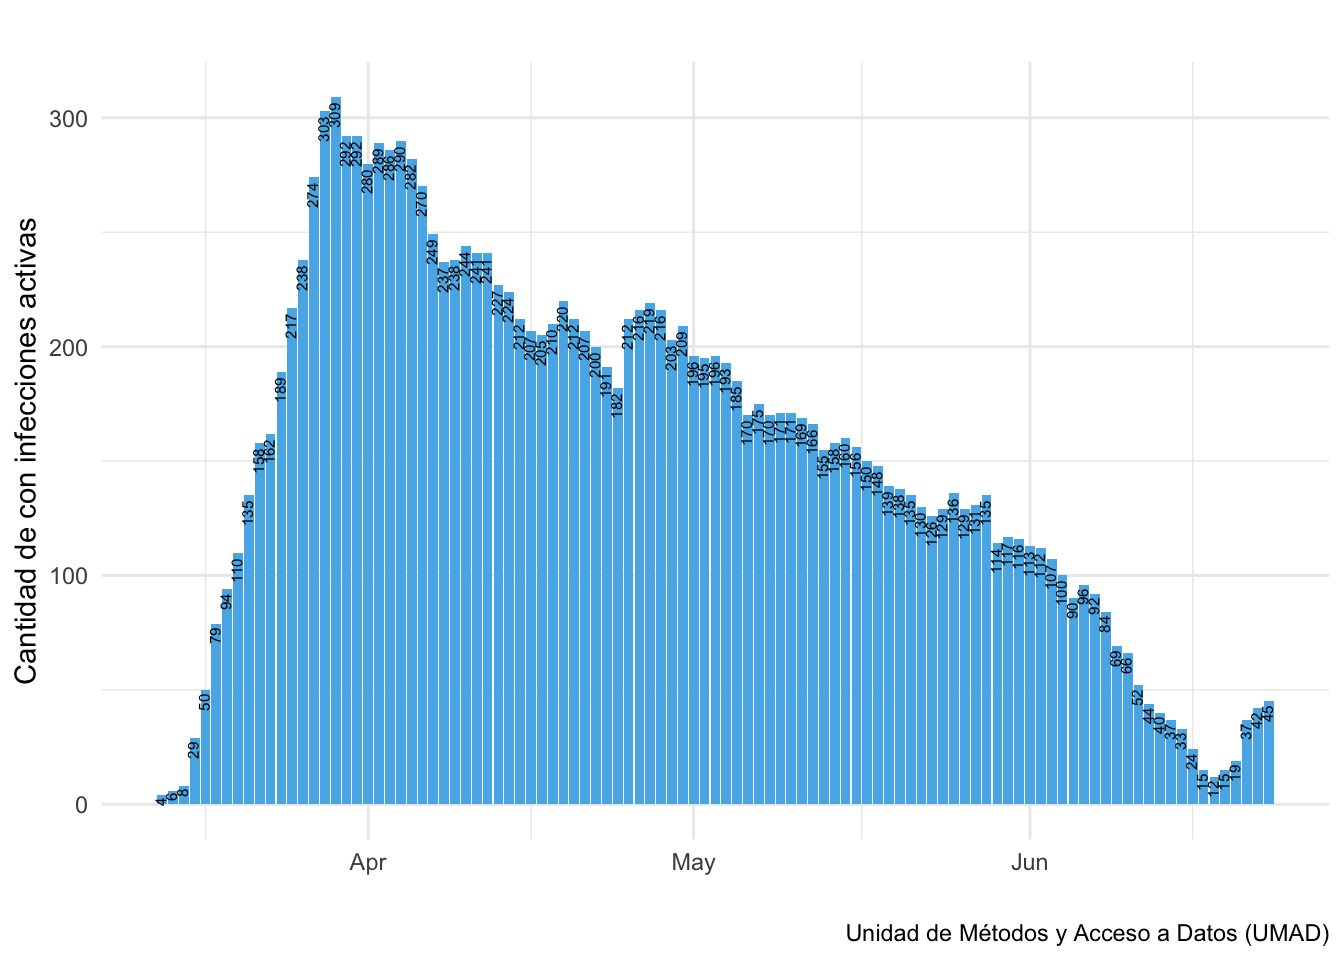 300
200
100
0
Cantidad de con infecciones activas
4 6 8 29 50 79 94 110 135 158 162 189 217 238 274 303 309 292 292 280 289 286 290 282 270 249 237 238 244 241 241 227 224 212 207 205 210 220 212 207 200 191 182 212 216 219 216 203 209 196 195 196 193 185 170 175 170 171 171 169 166 155 158 160 156 150 148 139 138 135 130 126 129 136 129 131 135 114 117 116 113 112 107 100 90 96 92 84 69 66 52 44 40 37 33 24 15 12 15 19 37 42 45
Apr May Jun
Unidad de Métodos y Acceso a Datos (UMAD)